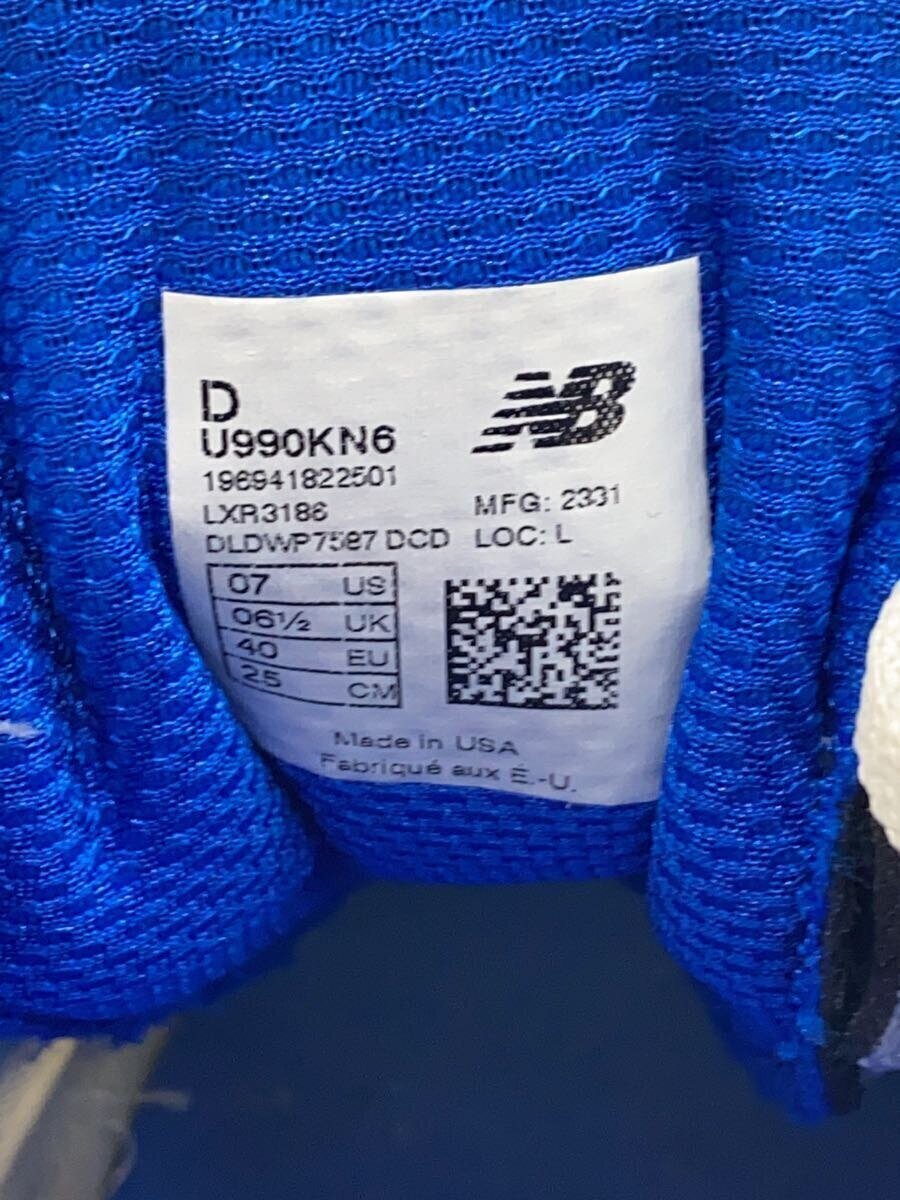 D
NB
U990KN6
196941822501
LXR3186 MFG: 2331
DLDWP7587 DCD LOC: L
07 US
06½ UK
40 EU
25 CM
Made in USA
Fabriqué aux É.-U.